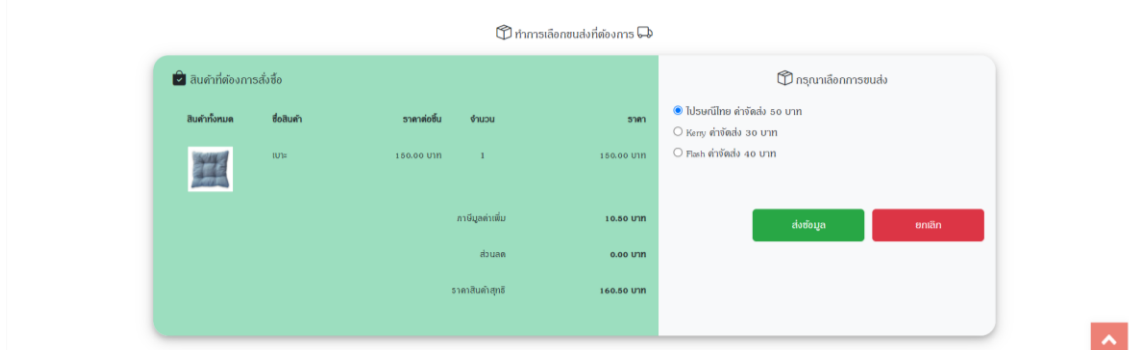 ทำการเลือกขนส่งที่ต้องการ
สินค้าที่ต้องการสั่งซื้อ
สินค้าทั้งหมด ชื่อสินค้า ราคาต่อชิ้น จำนวน ราคา
เบาะ 150.00 บาท 1 150.00 บาท
ภาษีมูลค่าเพิ่ม 10.50 บาท
ส่วนลด 0.00 บาท
ราคาสินค้าสุทธิ 160.50 บาท
กรุณาเลือกการขนส่ง
ไปรษณีไทย ค่าจัดส่ง 50 บาท
Kerry ค่าจัดส่ง 30 บาท
Flash ค่าจัดส่ง 40 บาท
ส่งข้อมูล ยกเลิก